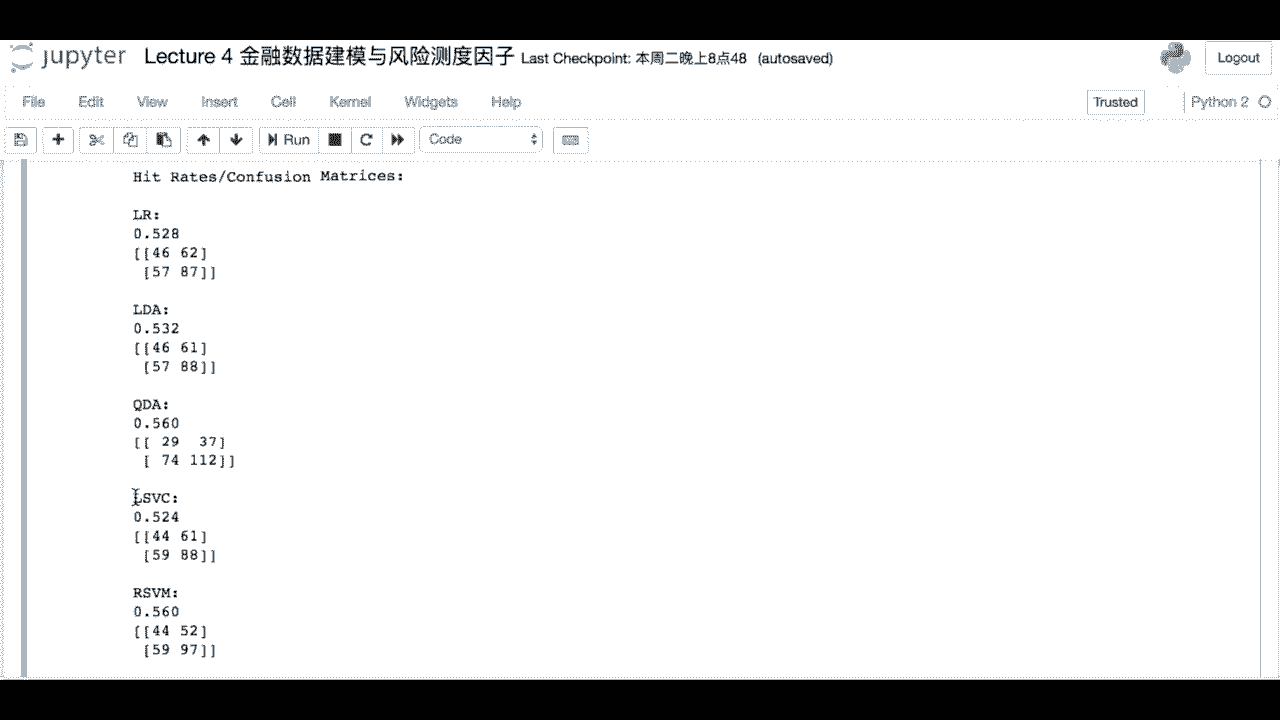 jupyter Lecture 4 金融数据建模与风险测度因子 Last Checkpoint: 本周二晚上8点48 (autosaved) Logout
File Edit View Insert Cell Kernel Widgets Help Trusted Python 2
Run Code
Hit Rates/Confusion Matrices:
LR:
0.528
[[46 62]
[57 87]]
LDA:
0.532
[[46 61]
[57 88]]
QDA:
0.560
[[ 29 37]
[ 74 112]]
LSVC:
0.524
[[44 61]
[59 88]]
RSVM:
0.560
[[44 52]
[59 97]]